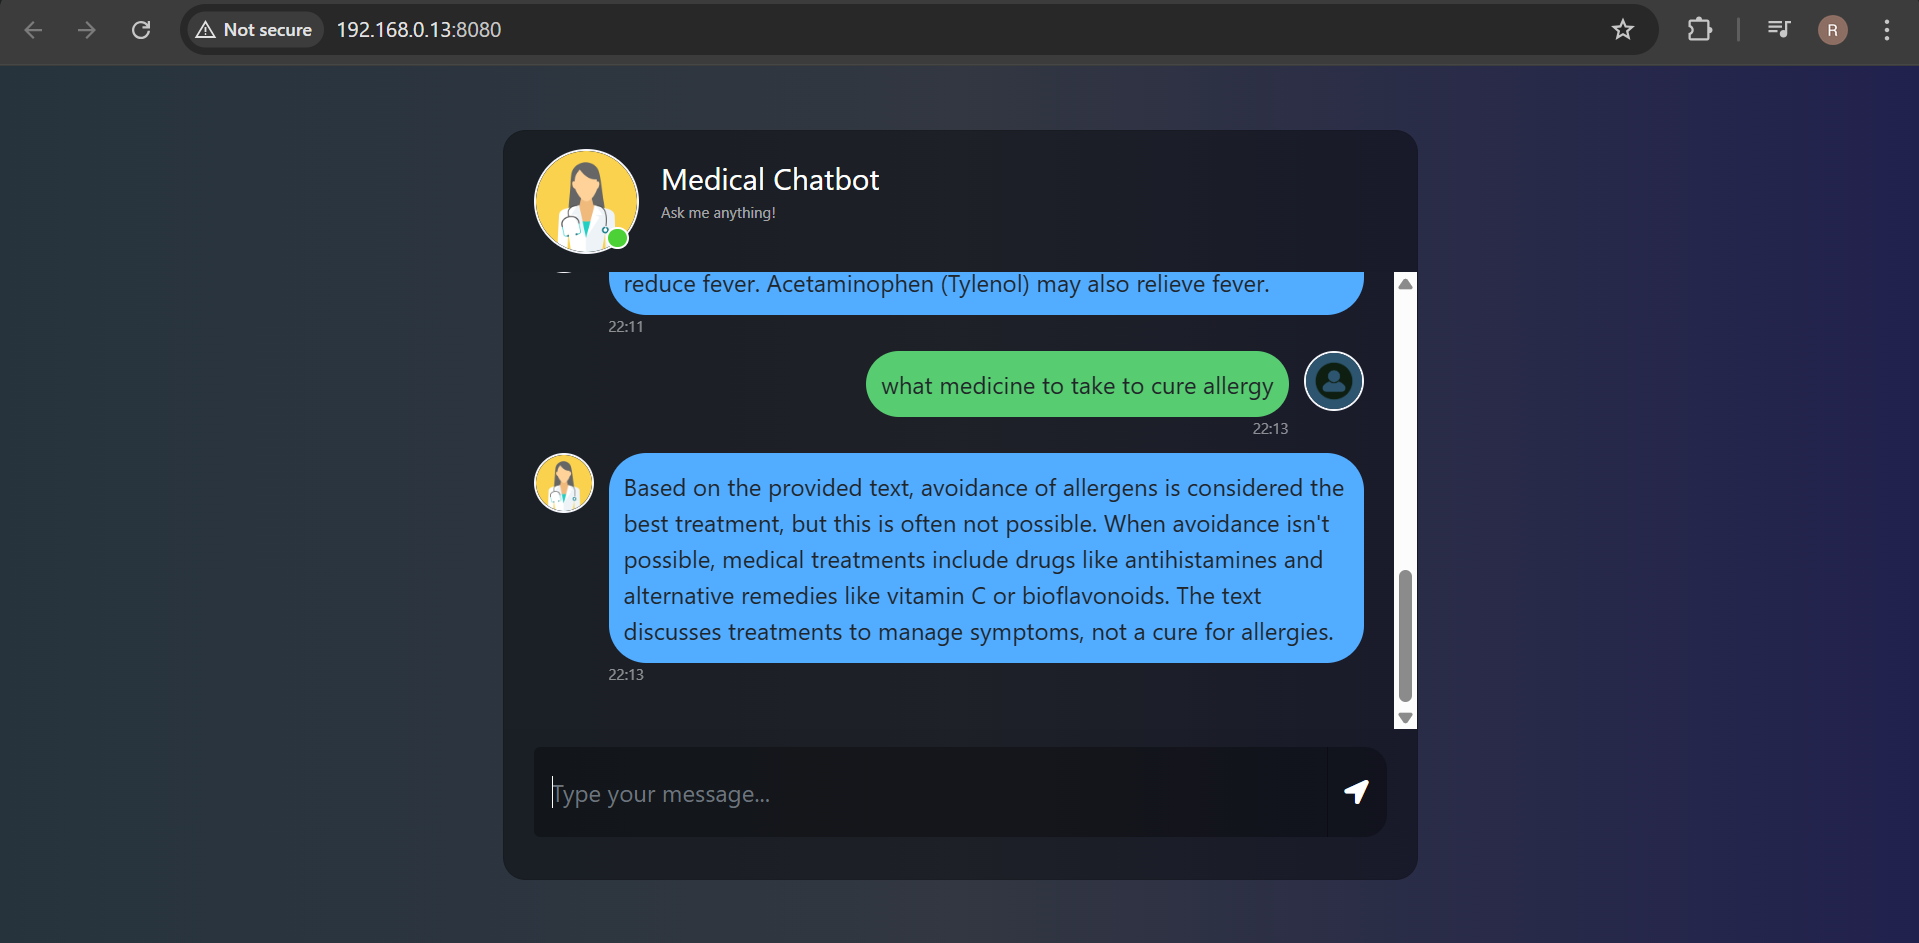 Not secure
192.168.0.13:8080
R
Medical Chatbot
Ask me anything!
reduce fever. Acetaminophen (Tylenol) may also relieve fever.
22:11
what medicine to take to cure allergy
22:13
Based on the provided text, avoidance of allergens is considered the
best treatment, but this is often not possible. When avoidance isn't
possible, medical treatments include drugs like antihistamines and
alternative remedies like vitamin C or bioflavonoids. The text
discusses treatments to manage symptoms, not a cure for allergies.
22:13
Type your message...